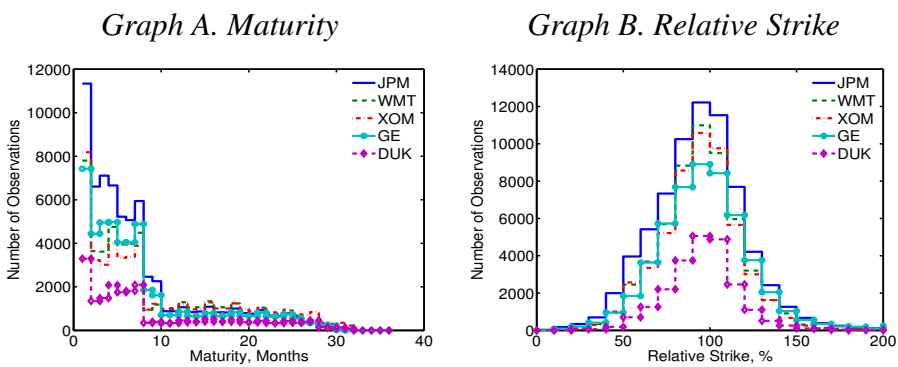 Graph A. Maturity
12000
10000
8000
6000
4000
2000
0
0 10 20 30 40
Number of Observations
Maturity, Months
JPM
WMT
XOM
GE
DUK
Graph B. Relative Strike
14000
12000
10000
8000
6000
4000
2000
0
0 50 100 150 200
Number of Observations
Relative Strike, %
JPM
WMT
XOM
GE
DUK